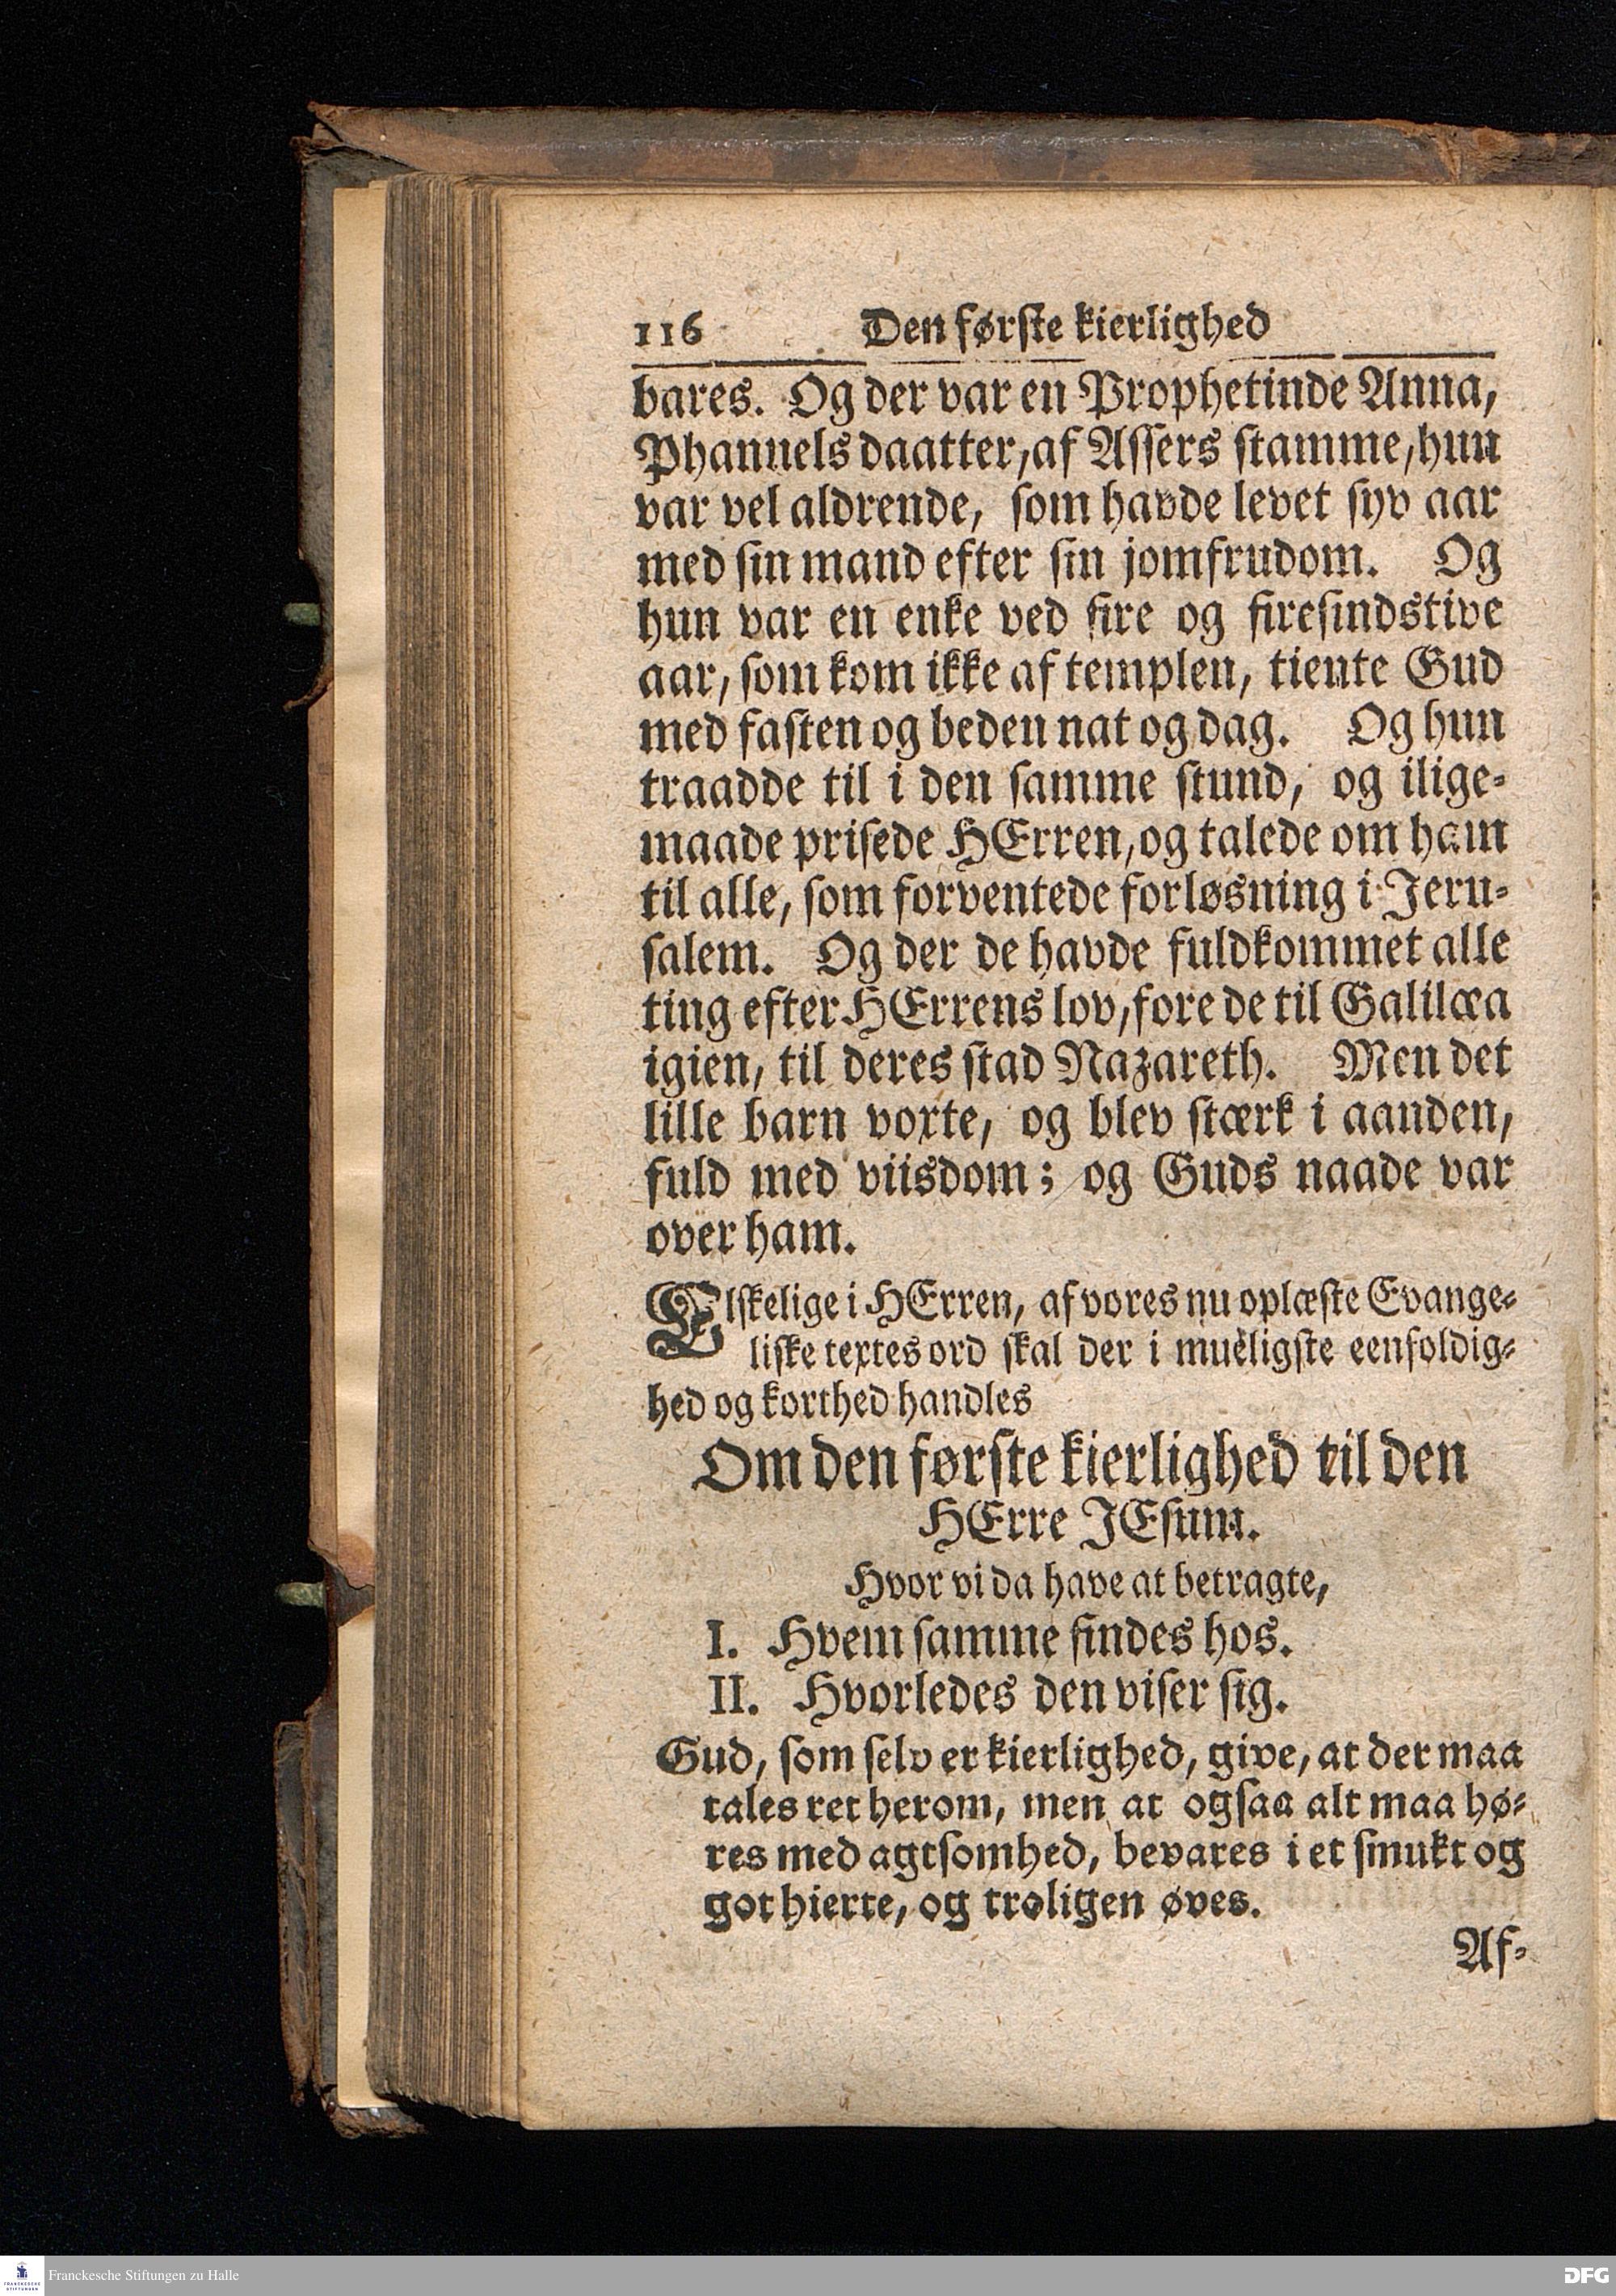 116 Den første kierlighed
bares. Og der var en Prophetinde Anna,
Phanuels daatter, af Assers stamme, hun
var vel aldrende, som havde levet syv aar
med sin mand efter sin jomfrudom. Og
hun var en enke ved fire og firesindstive
aar, som kom ikke af templen, tiente Gud
med fasten og beden nat og dag. Og hun
traadde til i den samme stund, og ilige-
maade prisede HErren, og talede om ham
til alle, som forventede forløsning i Jeru-
salem. Og der de havde fuldkommet alle
ting efter HErrens lov, fore de til Galilæa
igien, til deres stad Nazareth. Men det
lille barn voxte, og blev stærk i aanden,
fuld med viisdom; og Guds naade var
over ham.
Elskelige i HErren, af vores nu oplæste Evange-
liske textes ord skal der i mueligste eenfoldig-
hed og korthed handles
Om den første kierlighed til den
HErre JEsum.
Hvor vi da have at betragte,
I. Hvem samme findes hos.
II. Hvorledes den viser sig.
Gud, som selv er kierlighed, give, at der maa
tales ret herom, men at ogsaa alt maa hø-
res med agtsomhed, bevares i et smukt og
got hierte, og troligen øves.
Af-
Franckesche Stiftungen zu Halle
DFG